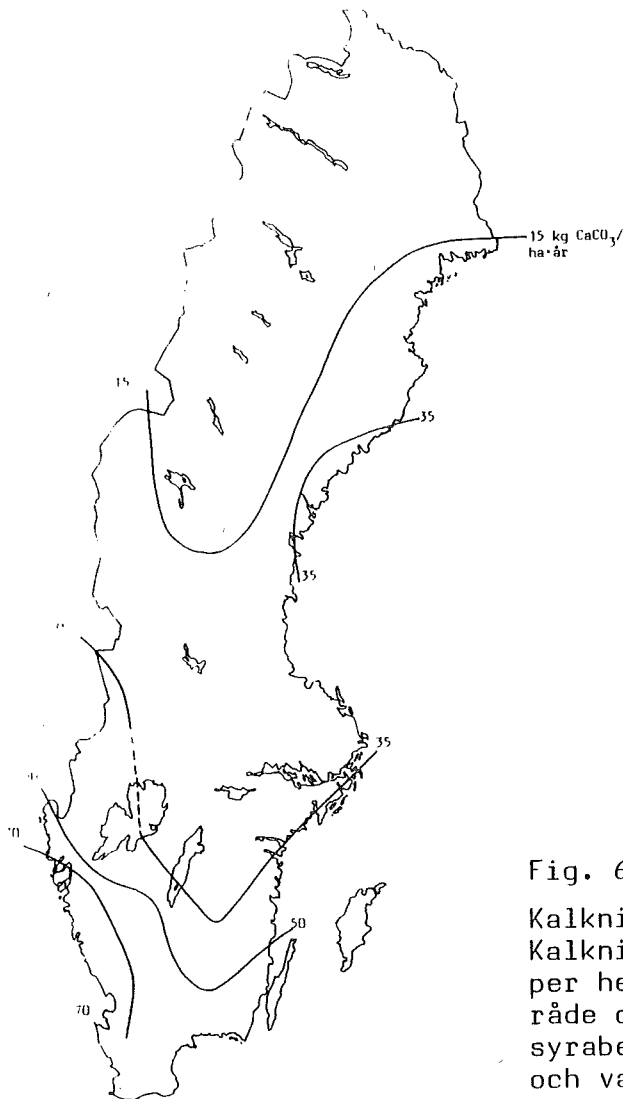 15 kg CaCO₃/
ha·år
15
35
35
35
50
70
Fig. 6
Kalkni
Kalkni
per he
råde o
syrabe
och va